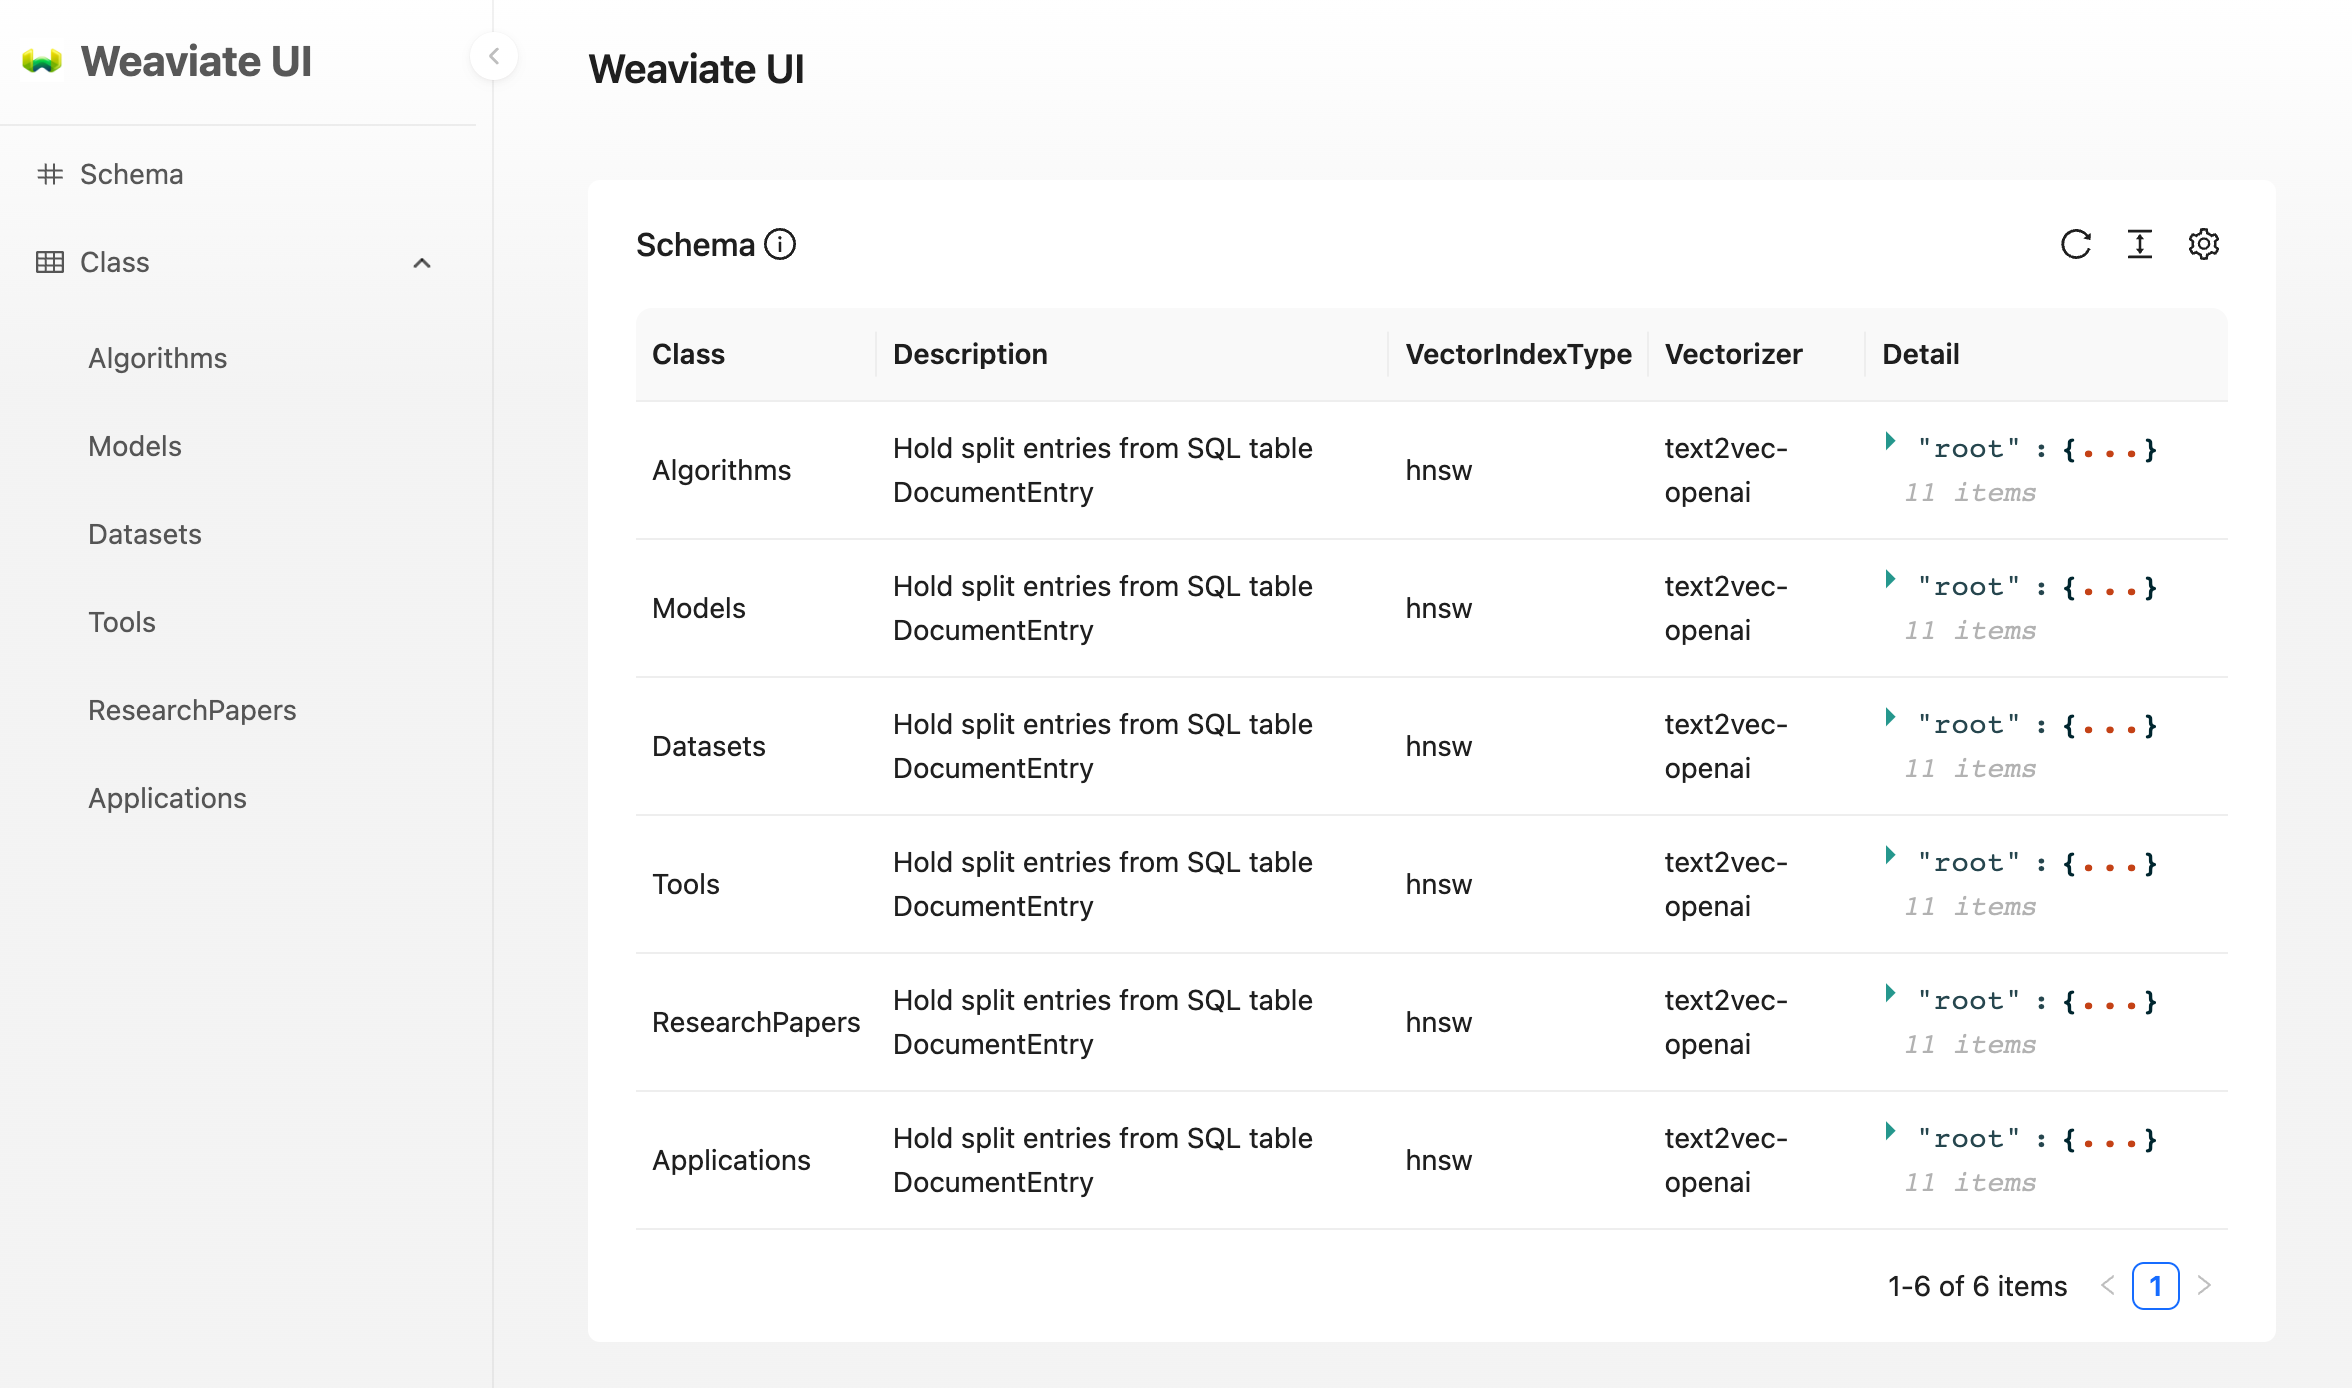 Weaviate UI
Schema
Class
Algorithms
Models
Datasets
Tools
ResearchPapers
Applications
Weaviate UI
Schema
Class Description VectorIndexType Vectorizer Detail
Algorithms
Hold split entries from SQL table
DocumentEntry
hnsw
text2vec-
openai
"root" : {...}
11 items
Models
Hold split entries from SQL table
DocumentEntry
hnsw
text2vec-
openai
"root" : {...}
11 items
Datasets
Hold split entries from SQL table
DocumentEntry
hnsw
text2vec-
openai
"root" : {...}
11 items
Tools
Hold split entries from SQL table
DocumentEntry
hnsw
text2vec-
openai
"root" : {...}
11 items
ResearchPapers
Hold split entries from SQL table
DocumentEntry
hnsw
text2vec-
openai
"root" : {...}
11 items
Applications
Hold split entries from SQL table
DocumentEntry
hnsw
text2vec-
openai
"root" : {...}
11 items
1-6 of 6 items < 1 >